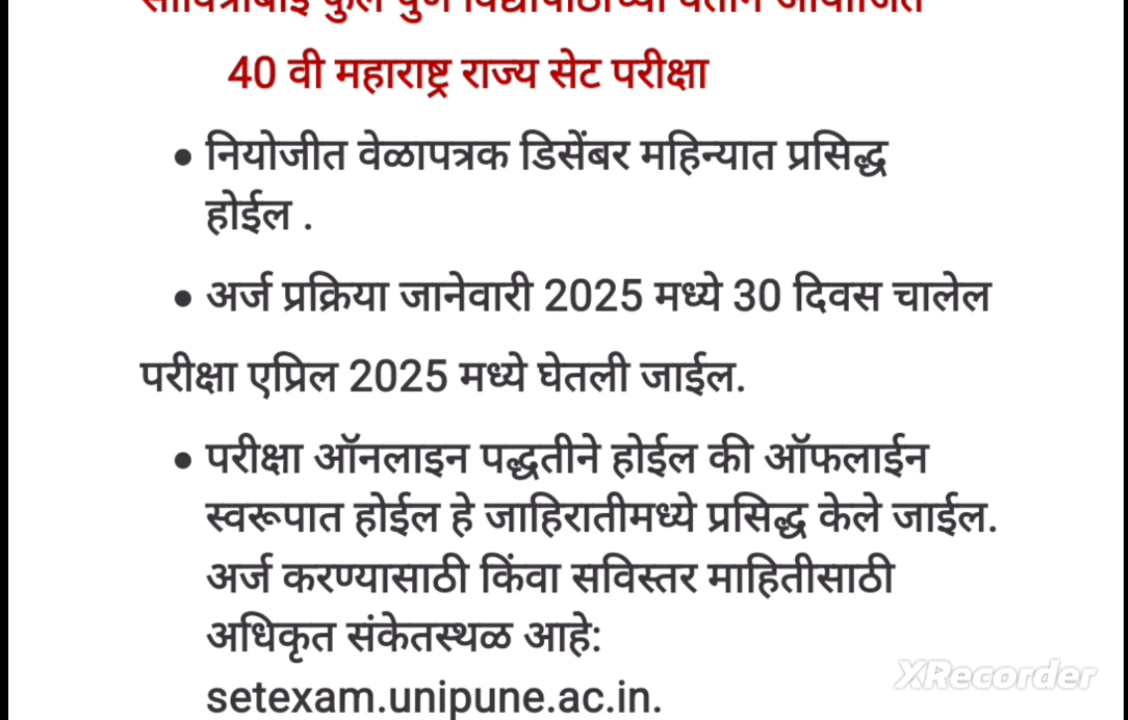 सावित्रीबाई फुले पुणे विद्यापीठाच्या वतीने आयोजित
40 वी महाराष्ट्र राज्य सेट परीक्षा
• नियोजीत वेळापत्रक डिसेंबर महिन्यात प्रसिद्ध
होईल .
• अर्ज प्रक्रिया जानेवारी 2025 मध्ये 30 दिवस चालेल
परीक्षा एप्रिल 2025 मध्ये घेतली जाईल.
• परीक्षा ऑनलाइन पद्धतीने होईल की ऑफलाईन
स्वरूपात होईल हे जाहिरातीमध्ये प्रसिद्ध केले जाईल.
अर्ज करण्यासाठी किंवा सविस्तर माहितीसाठी
अधिकृत संकेतस्थळ आहे:
setexam.unipune.ac.in.
XRecorder